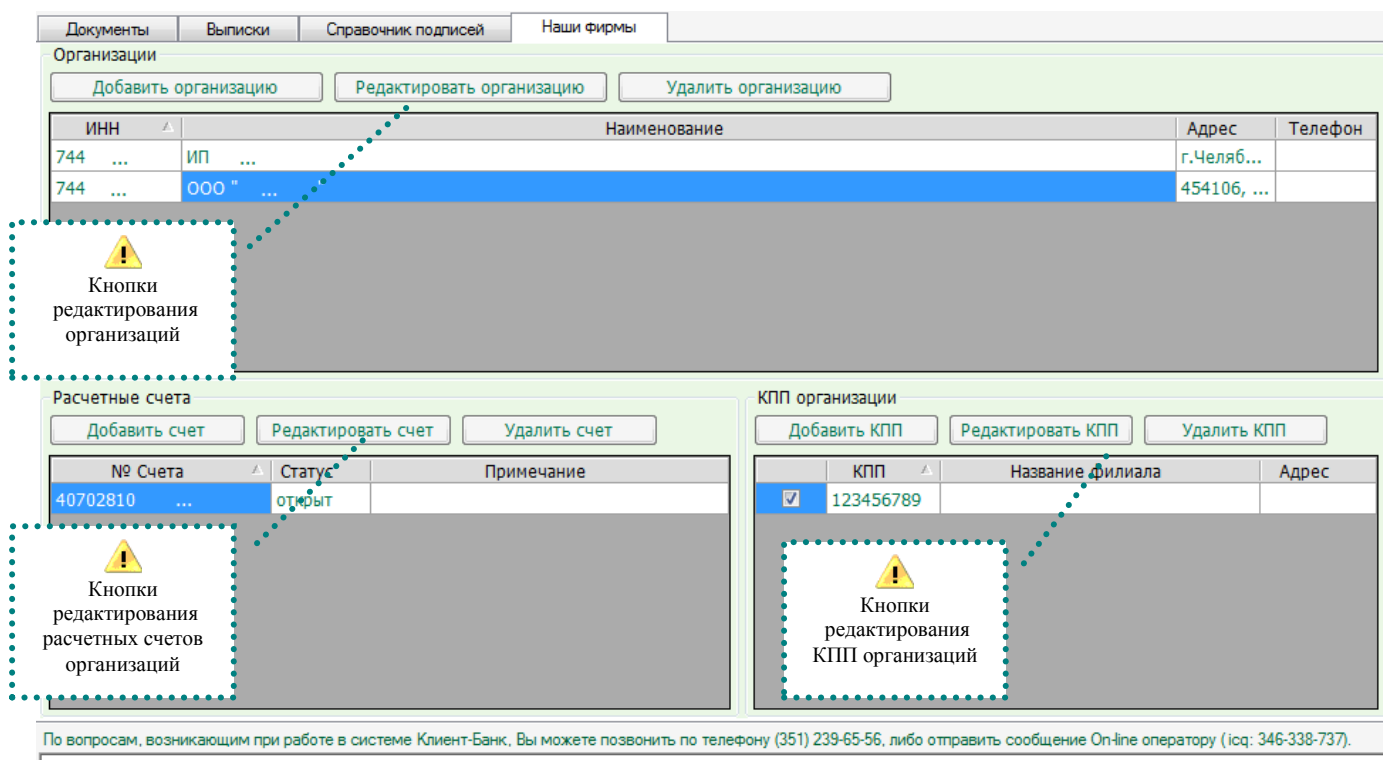 Документы Выписки Справочник подписей Наши фирмы
Организации
Добавить организацию Редактировать организацию Удалить организацию
ИНН Наименование Адрес Телефон
744 ... ИП ... г.Челяб...
744 ... ООО " ... " 454106, ...
Кнопки
редактирования
организаций
Расчетные счета
Добавить счет Редактировать счет Удалить счет
№ Счета Статус Примечание
40702810 ... открыт
Кнопки
редактирования
расчетных счетов
организаций
КПП организации
Добавить КПП Редактировать КПП Удалить КПП
КПП Название филиала Адрес
123456789
Кнопки
редактирования
КПП организаций
По вопросам, возникающим при работе в системе Клиент-Банк, Вы можете позвонить по телефону (351) 239-65-56, либо отправить сообщение On-line оператору (icq: 346-338-737).